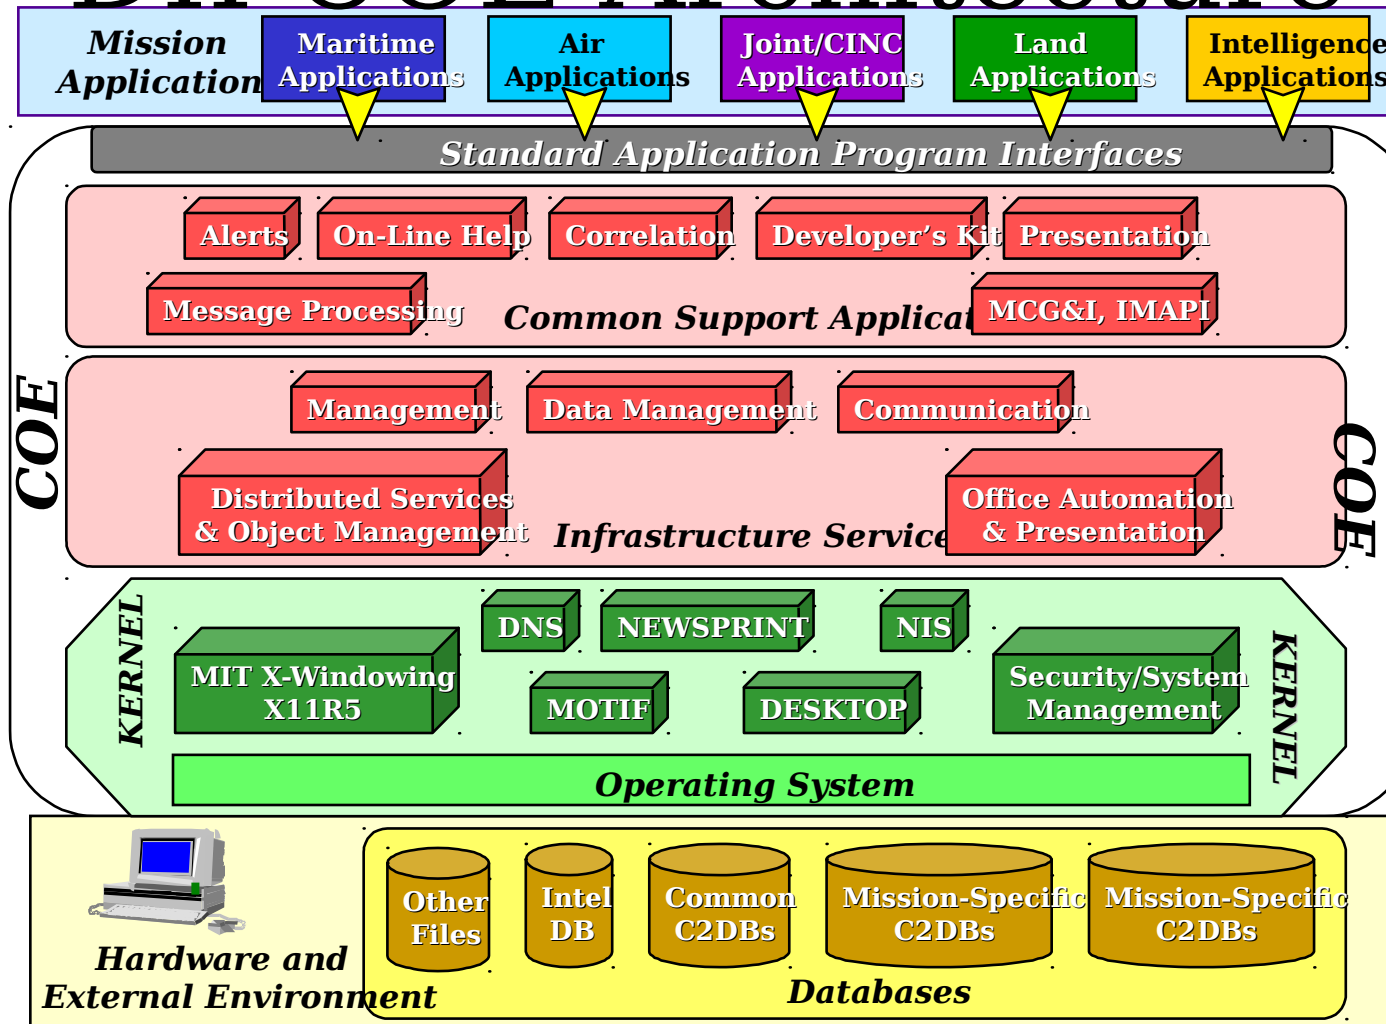 DII COE Architecture
Mission
Application
Maritime
Applications
Air
Applications
Joint/CINC
Applications
Land
Applications
Intelligence
Applications
Standard Application Program Interfaces
Alerts
On-Line Help
Correlation
Developer’s Kit
Presentation
Message Processing
Common Support Applicat
MCG&I, IMAPI
COE
COE
Management
Data Management
Communication
Distributed Services
& Object Management
Infrastructure Service
Office Automation
& Presentation
KERNEL
KERNEL
DNS
NEWSPRINT
NIS
MIT X-Windowing
X11R5
MOTIF
DESKTOP
Security/System
Management
Operating System
Hardware and
External Environment
Other
Files
Intel
DB
Common
C2DBs
Mission-Specific
C2DBs
Mission-Specific
C2DBs
Databases